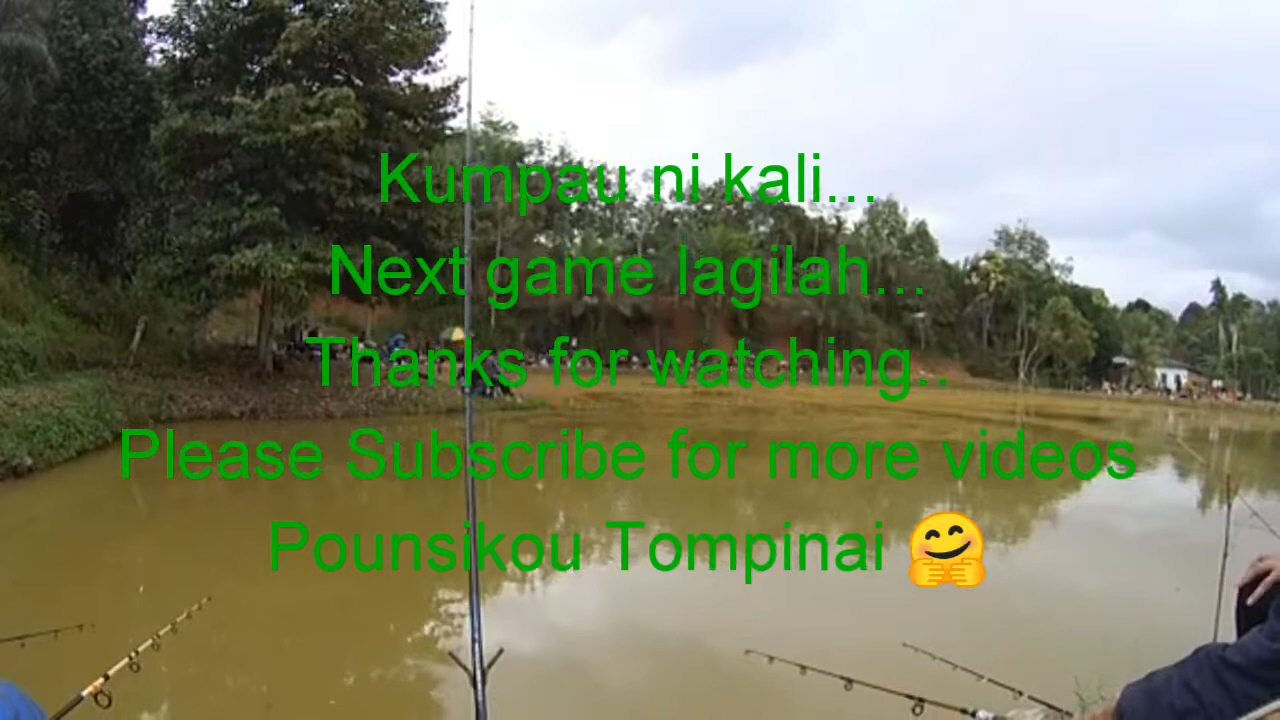 Kumpau ni kali...
Next game lagilah...
Thanks for watching..
Please Subscribe for more videos
Pounsikou Tompinai 🤗